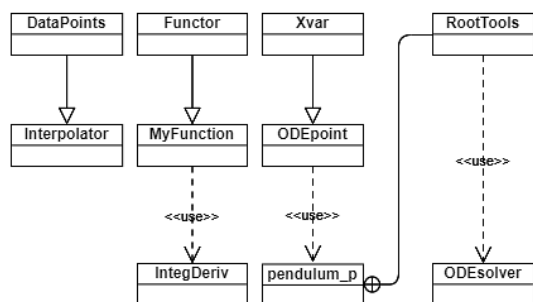 DataPoints
Functor
Xvar
RootTools
Interpolator
MyFunction
ODEpoint
<<use>>
<<use>>
<<use>>
IntegDeriv
pendulum_p
ODEsolver